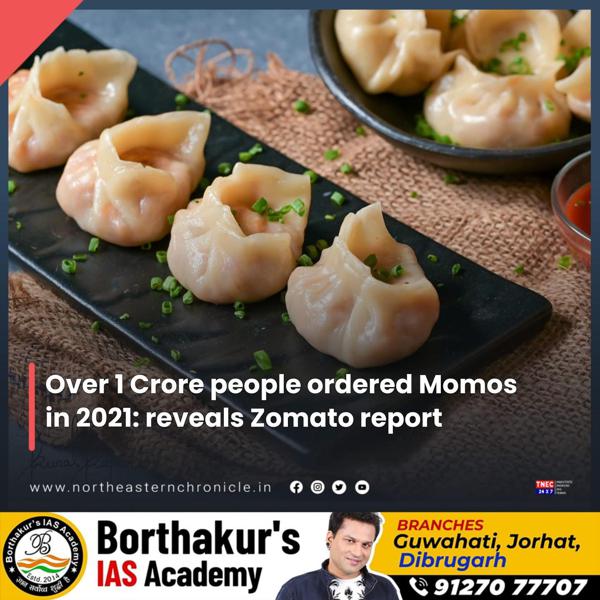 Over 1 Crore people ordered Momos
in 2021: reveals Zomato report
www.northeasternchronicle.in
TNEC
24X7
Borthakur's IAS Academy
B
Estd. 2014
Borthakur's
IAS Academy
BRANCHES
Guwahati, Jorhat,
Dibrugarh
91270 77707